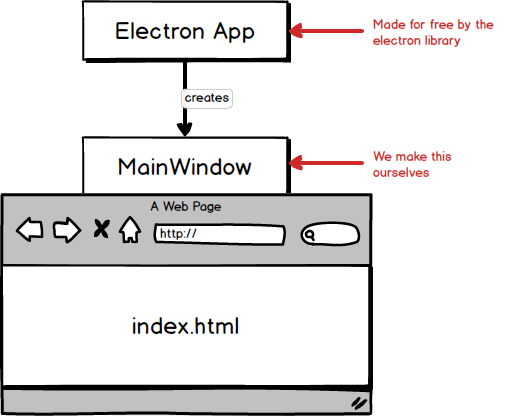 Electron App
Made for free by the
electron library
creates
MainWindow
We make this
ourselves
A Web Page
http://
index.html